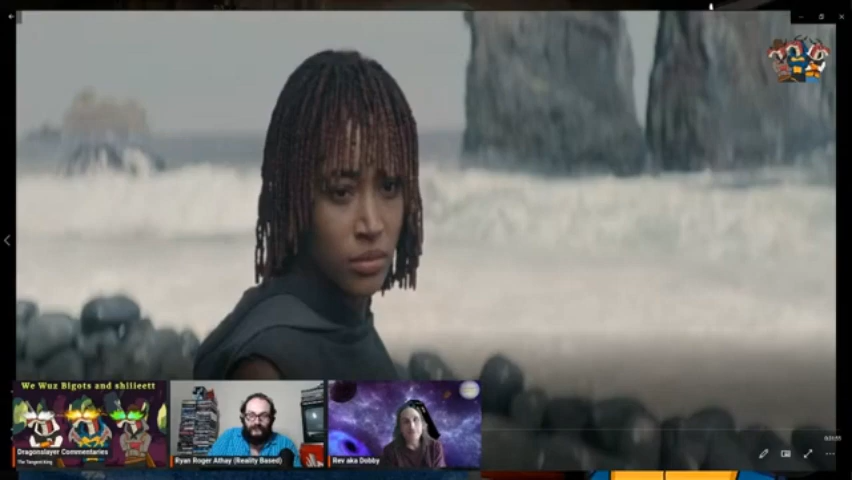 We Wuz Bigots and shiiieett
Dragonslayer Commentaries
The Tangent King
Ryan Roger Athay (Reality Based)
Rev aka Dobby